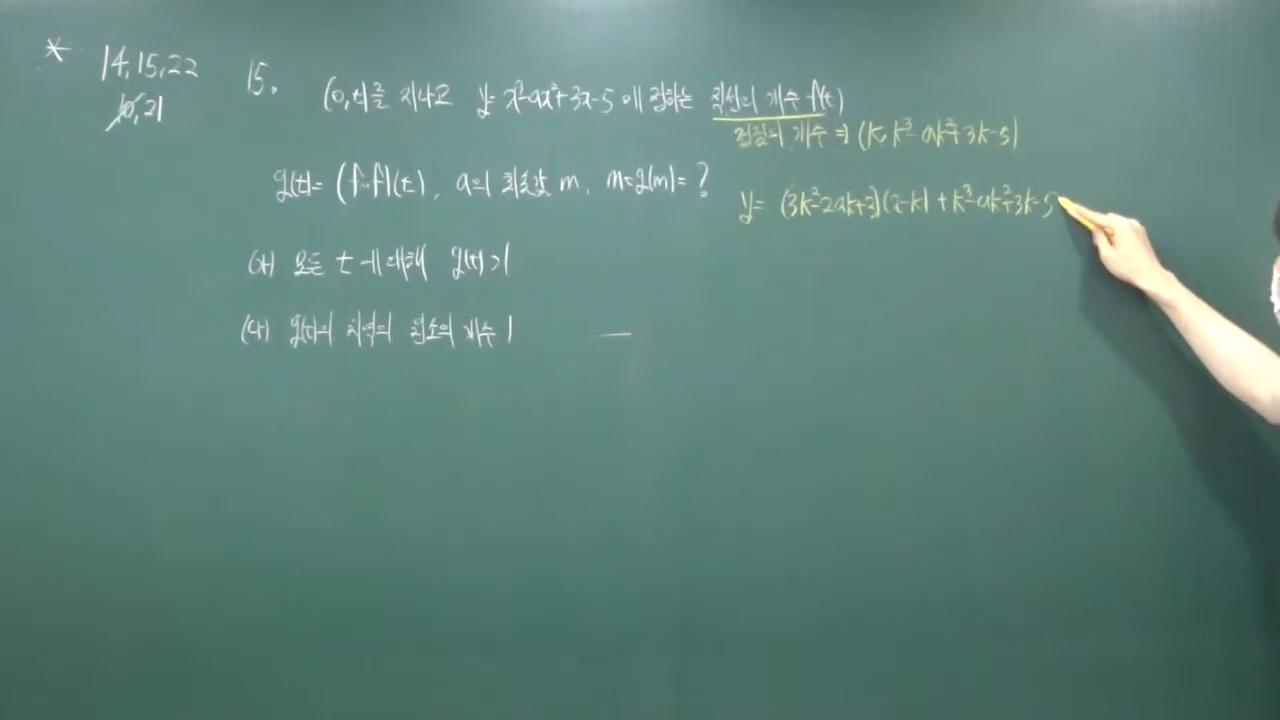 *
14, 15, 22
10, 21
15. (0, t)를 지나고 y=x³-ax²+3x-5에 접하는 직선의 개수 f(t)
접점의 개수 ⇒ (k, k³-ak²+3k-5)
g(t)= (f∘f)(t), a의 최솟값 m, m+g(m)= ?
y= (3k²-2ak+3)(x-k)+k³-ak²+3k-5
(가) 모든 t에 대해 g(t)>1
(나) g(t)의 치역의 원소의 개수 1